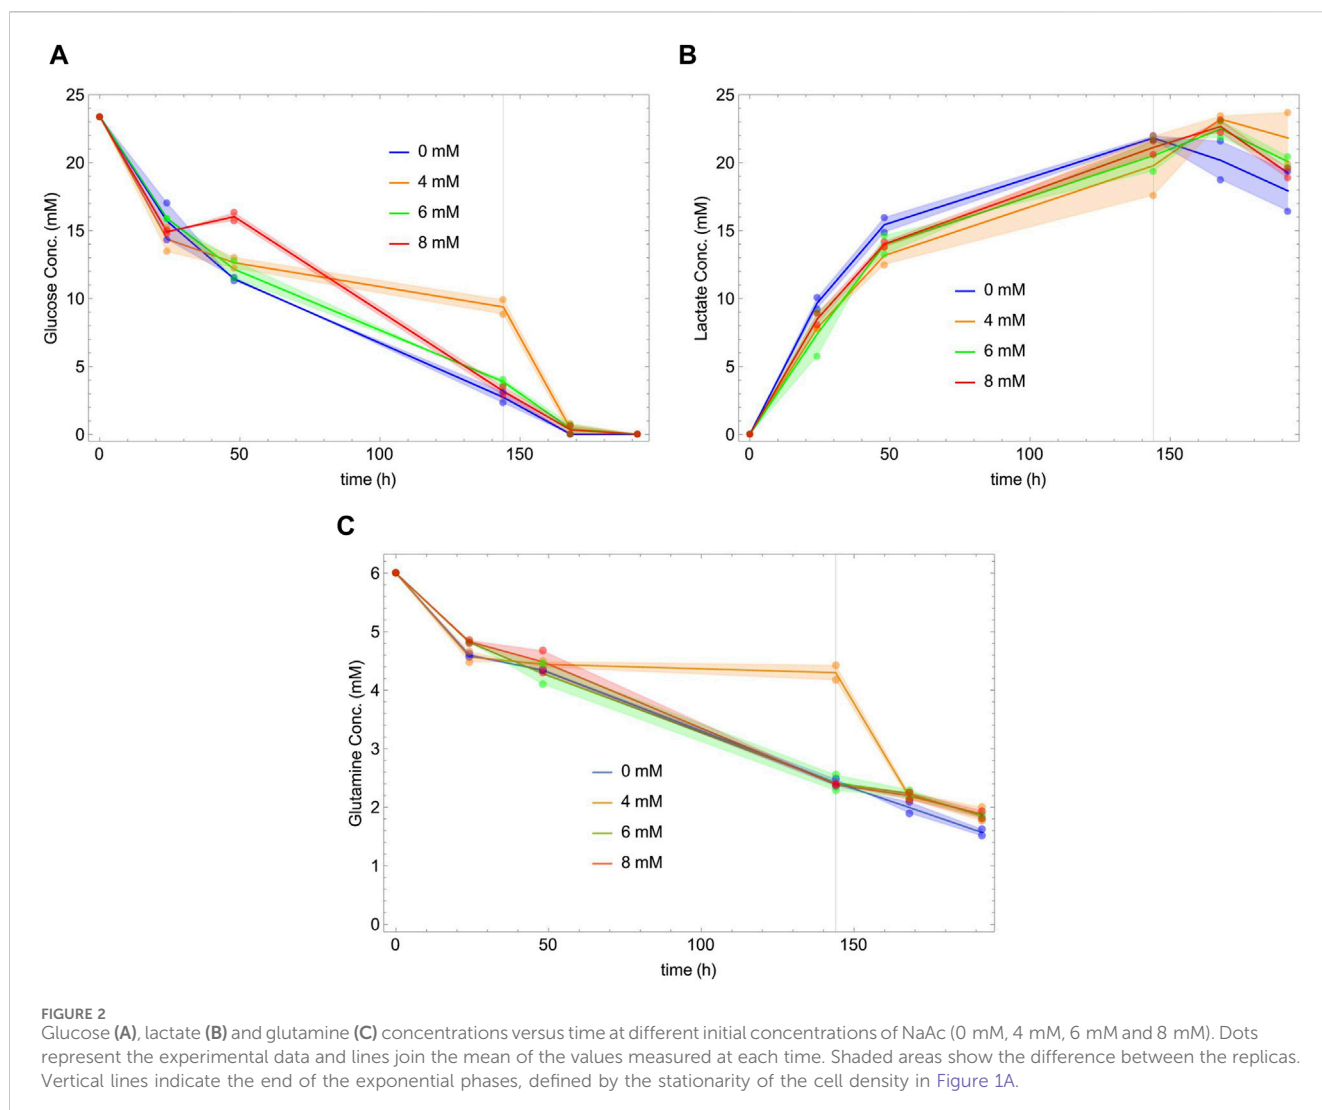 A
Glucose Conc. (mM)
25
20
15
10
5
0
0 mM
4 mM
6 mM
8 mM
0
50
100
150
time (h)
B
Lactate Conc. (mM)
25
20
15
10
5
0
0 mM
4 mM
6 mM
8 mM
0
50
100
150
time (h)
C
Glutamine Conc. (mM)
6
5
4
3
2
1
0
0 mM
4 mM
6 mM
8 mM
0
50
100
150
time (h)
FIGURE 2
Glucose (A), lactate (B) and glutamine (C) concentrations versus time at different initial concentrations of NaAc (0 mM, 4 mM, 6 mM and 8 mM). Dots
represent the experimental data and lines join the mean of the values measured at each time. Shaded areas show the difference between the replicas.
Vertical lines indicate the end of the exponential phases, defined by the stationarity of the cell density in Figure 1A.